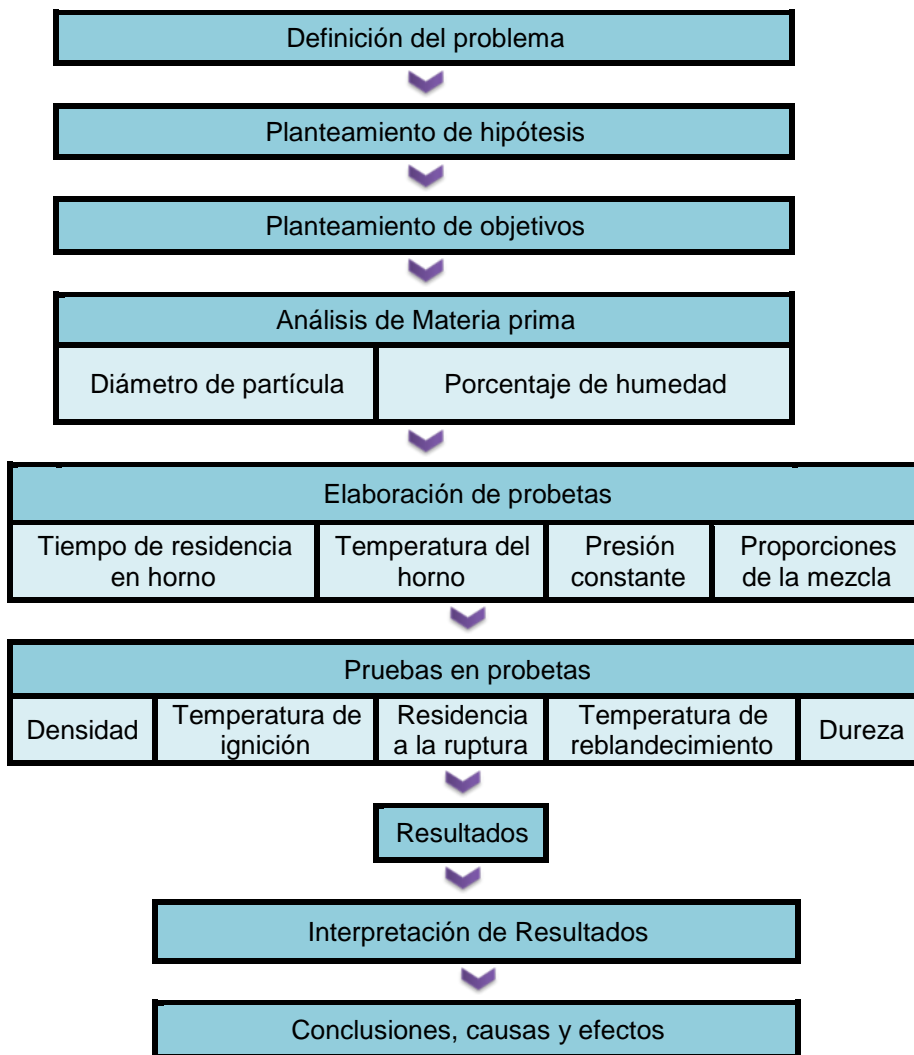 Definición del problema
Planteamiento de hipótesis
Planteamiento de objetivos
Análisis de Materia prima
Diámetro de partícula
Porcentaje de humedad
Elaboración de probetas
Tiempo de residencia
en horno
Temperatura del
horno
Presión
constante
Proporciones
de la mezcla
Pruebas en probetas
Densidad
Temperatura de
ignición
Residencia
a la ruptura
Temperatura de
reblandecimiento
Dureza
Resultados
Interpretación de Resultados
Conclusiones, causas y efectos